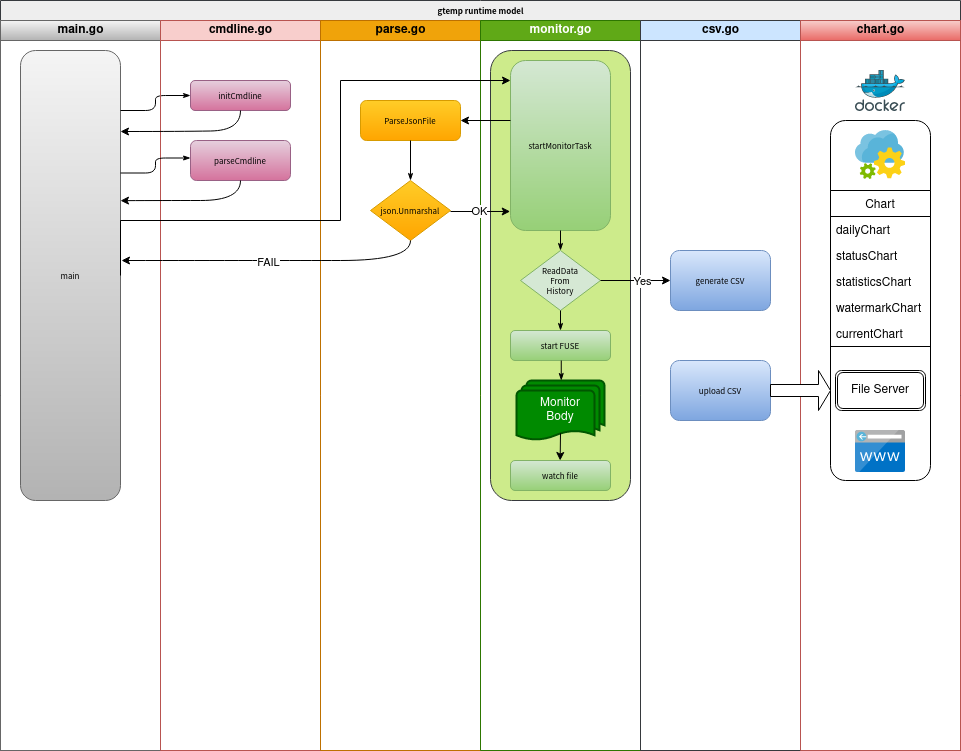 gtemp runtime model
main.go
cmdline.go
parse.go
monitor.go
csv.go
chart.go
main
initCmdline
parseCmdline
ParseJsonFile
json.Unmarshal
OK
FAIL
startMonitorTask
ReadData
From
History
Yes
start FUSE
Monitor
Body
watch file
generate CSV
upload CSV
docker
Chart
dailyChart
statusChart
statisticsChart
watermarkChart
currentChart
File Server
WWW